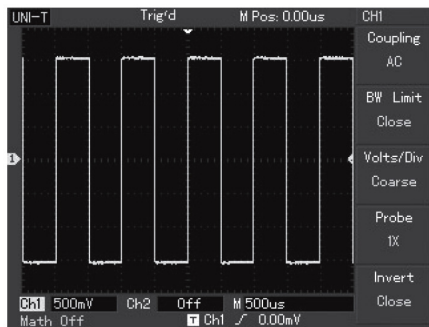 UNI-T Trig'd M Pos: 0.00us CH1
Coupling
AC
BW Limit
Close
1
Volts/Div
Coarse
Probe
1X
Invert
Close
Ch1 500mV Ch2 Off M 500us
Math Off T Ch1 0.00mV